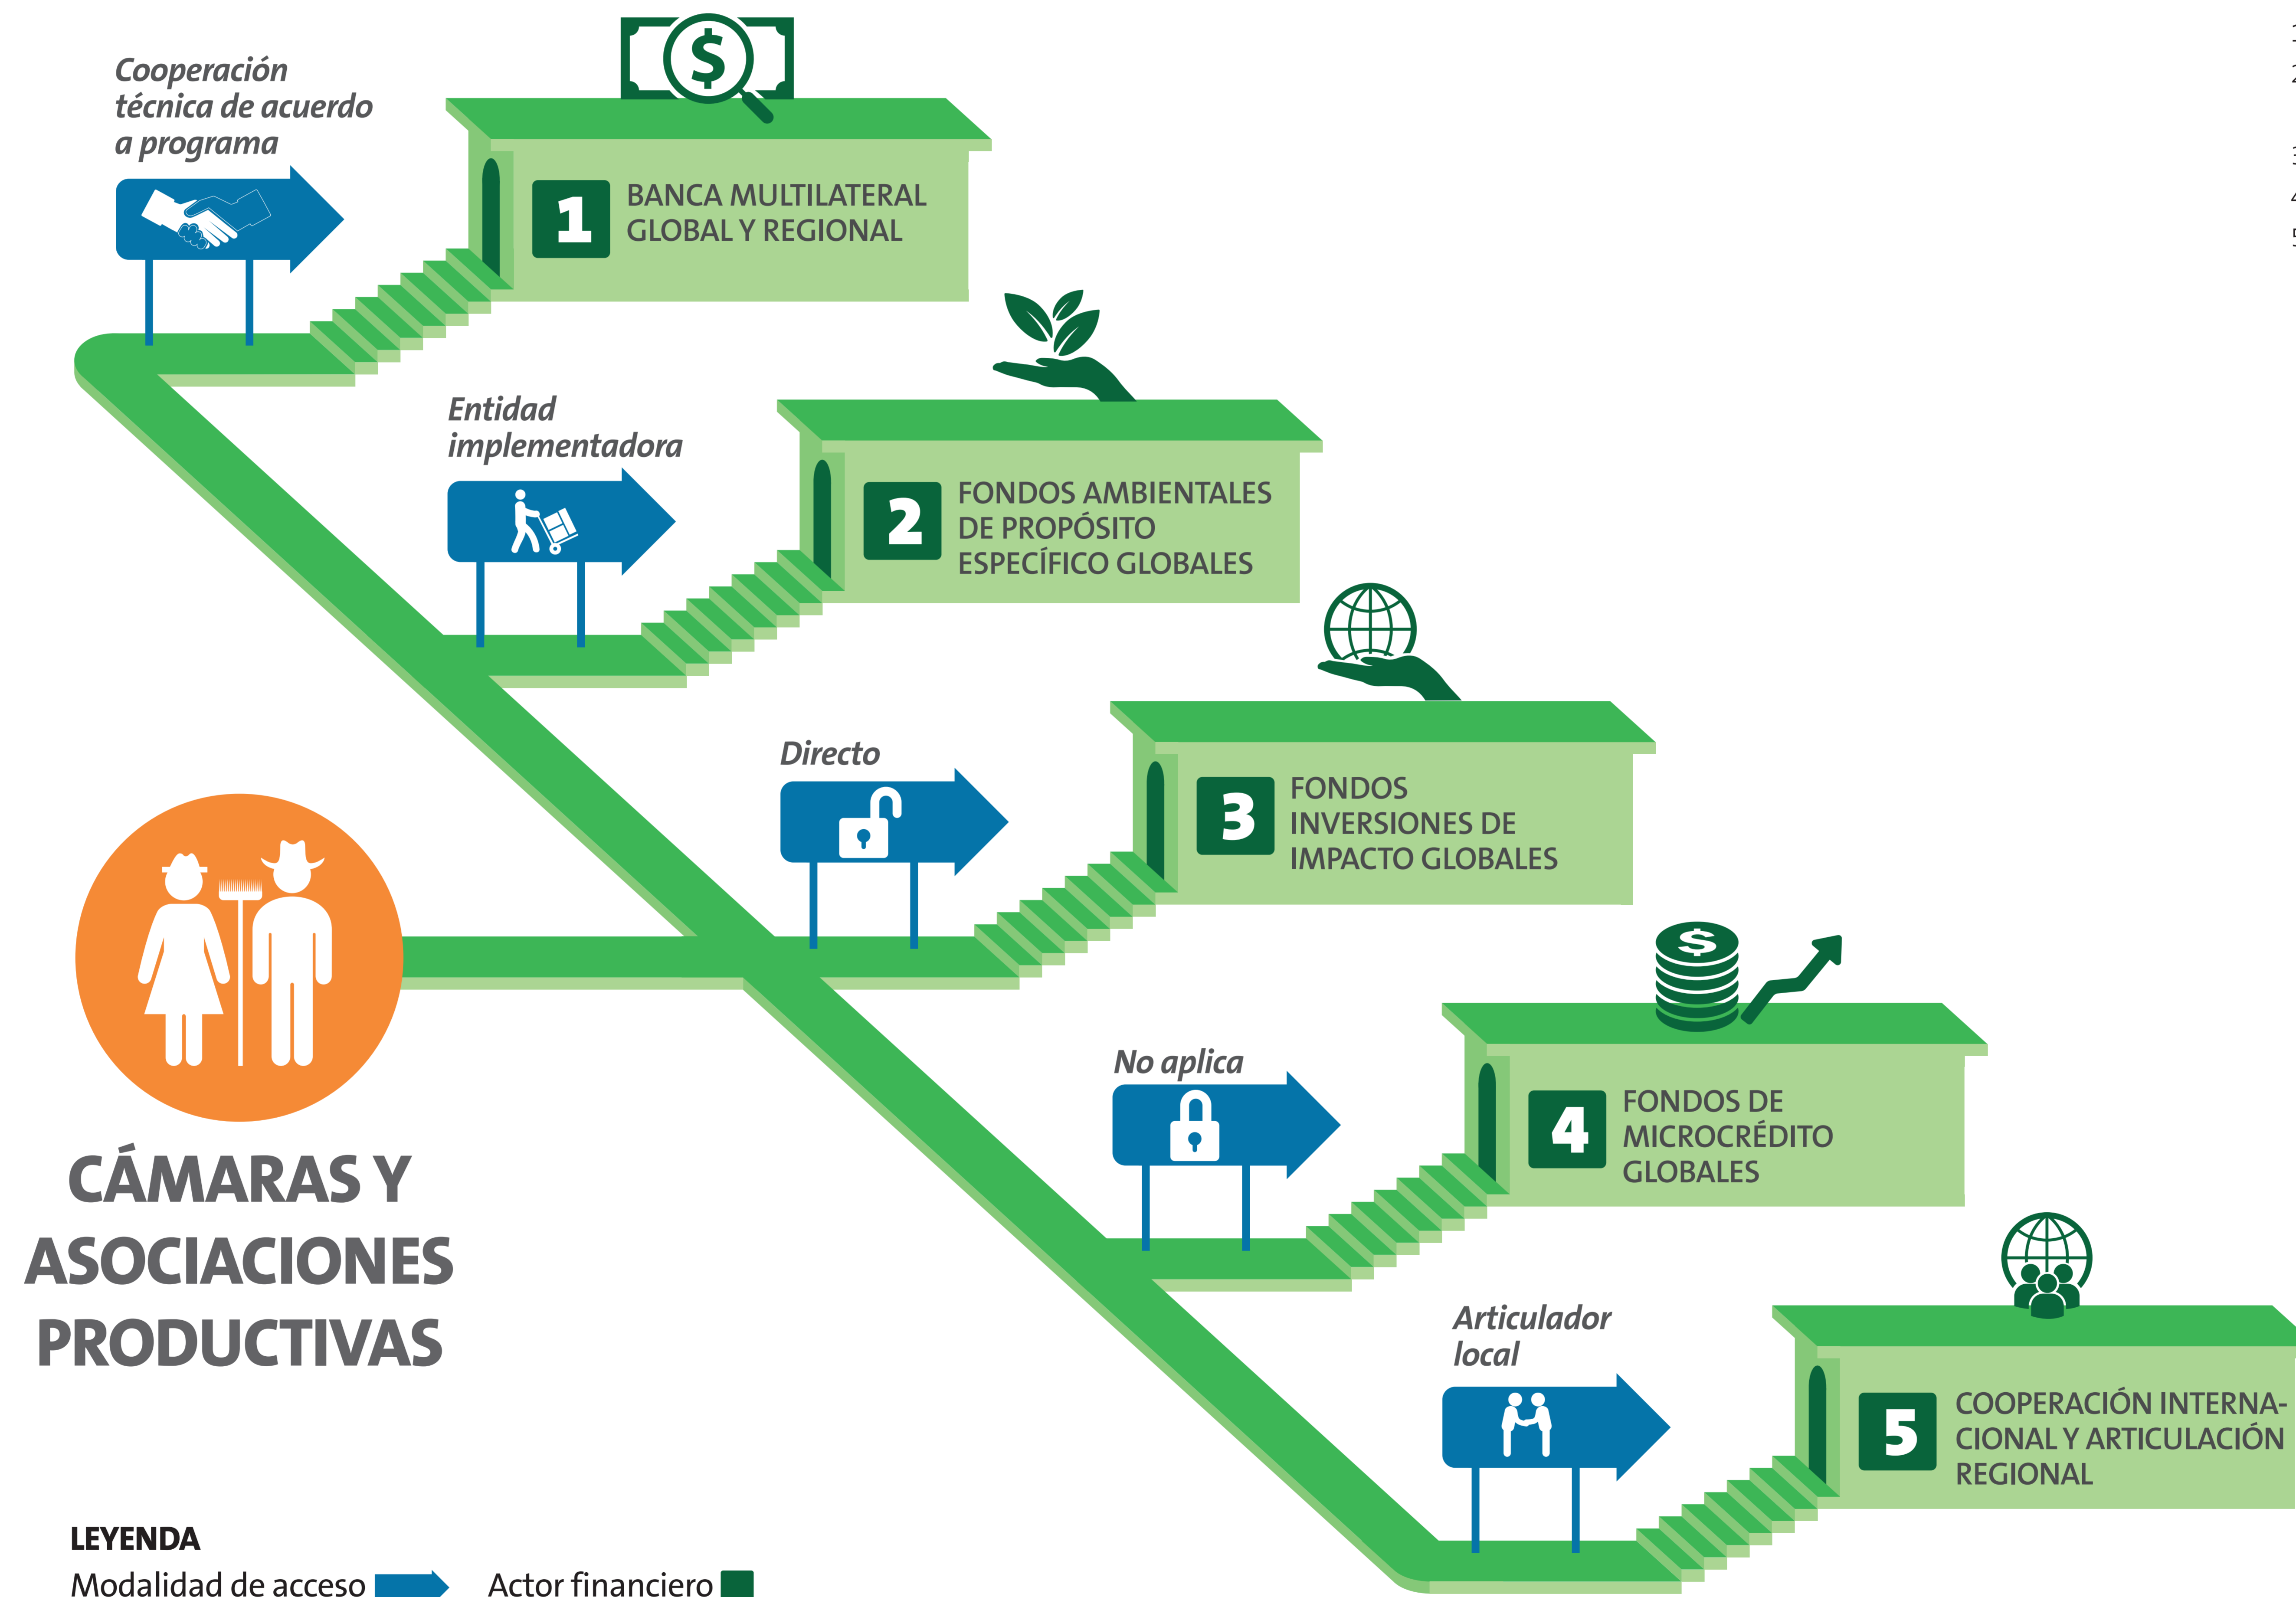 Cooperación
técnica de acuerdo
a programa
$
1
BANCA MULTILATERAL
GLOBAL Y REGIONAL
Entidad
implementadora
2
FONDOS AMBIENTALES
DE PROPÓSITO
ESPECÍFICO GLOBALES
Directo
3
FONDOS
INVERSIONES DE
IMPACTO GLOBALES
$
No aplica
4
FONDOS DE
MICROCRÉDITO
GLOBALES
Articulador
local
5
COOPERACIÓN INTERNA-
CIONAL Y ARTICULACIÓN
REGIONAL
CÁMARAS Y
ASOCIACIONES
PRODUCTIVAS
LEYENDA
Modalidad de acceso
Actor financiero